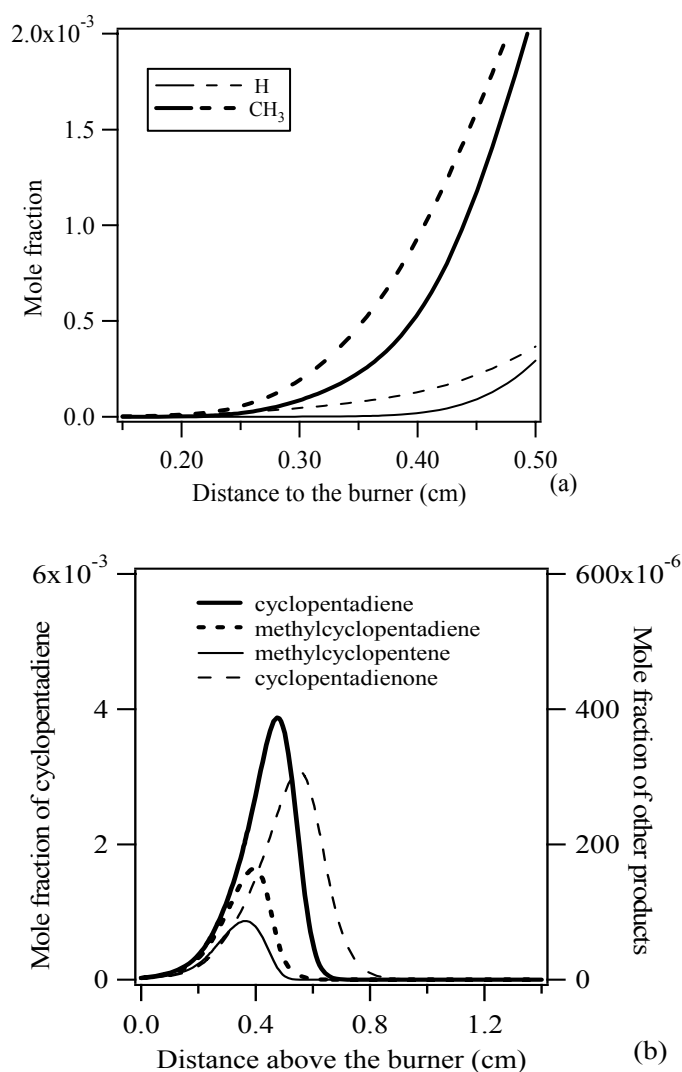 2.0x10⁻³
1.5
1.0
0.5
0.0
Mole fraction
H
CH₃
0.20 0.30 0.40 0.50
Distance to the burner (cm)
(a)
6x10⁻³
4
2
0
Mole fraction of cyclopentadiene
cyclopentadiene
methylcyclopentadiene
methylcyclopentene
cyclopentadienone
600x10⁻⁶
400
200
0
Mole fraction of other products
0.0 0.4 0.8 1.2
Distance above the burner (cm)
(b)